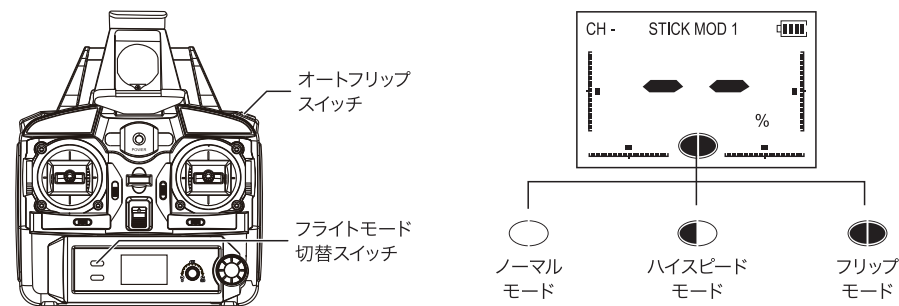 オートフリップ
スイッチ
POWER
フライトモード
切替スイッチ
CH - STICK MOD 1
%
ノーマル
モード
ハイスピード
モード
フリップ
モード